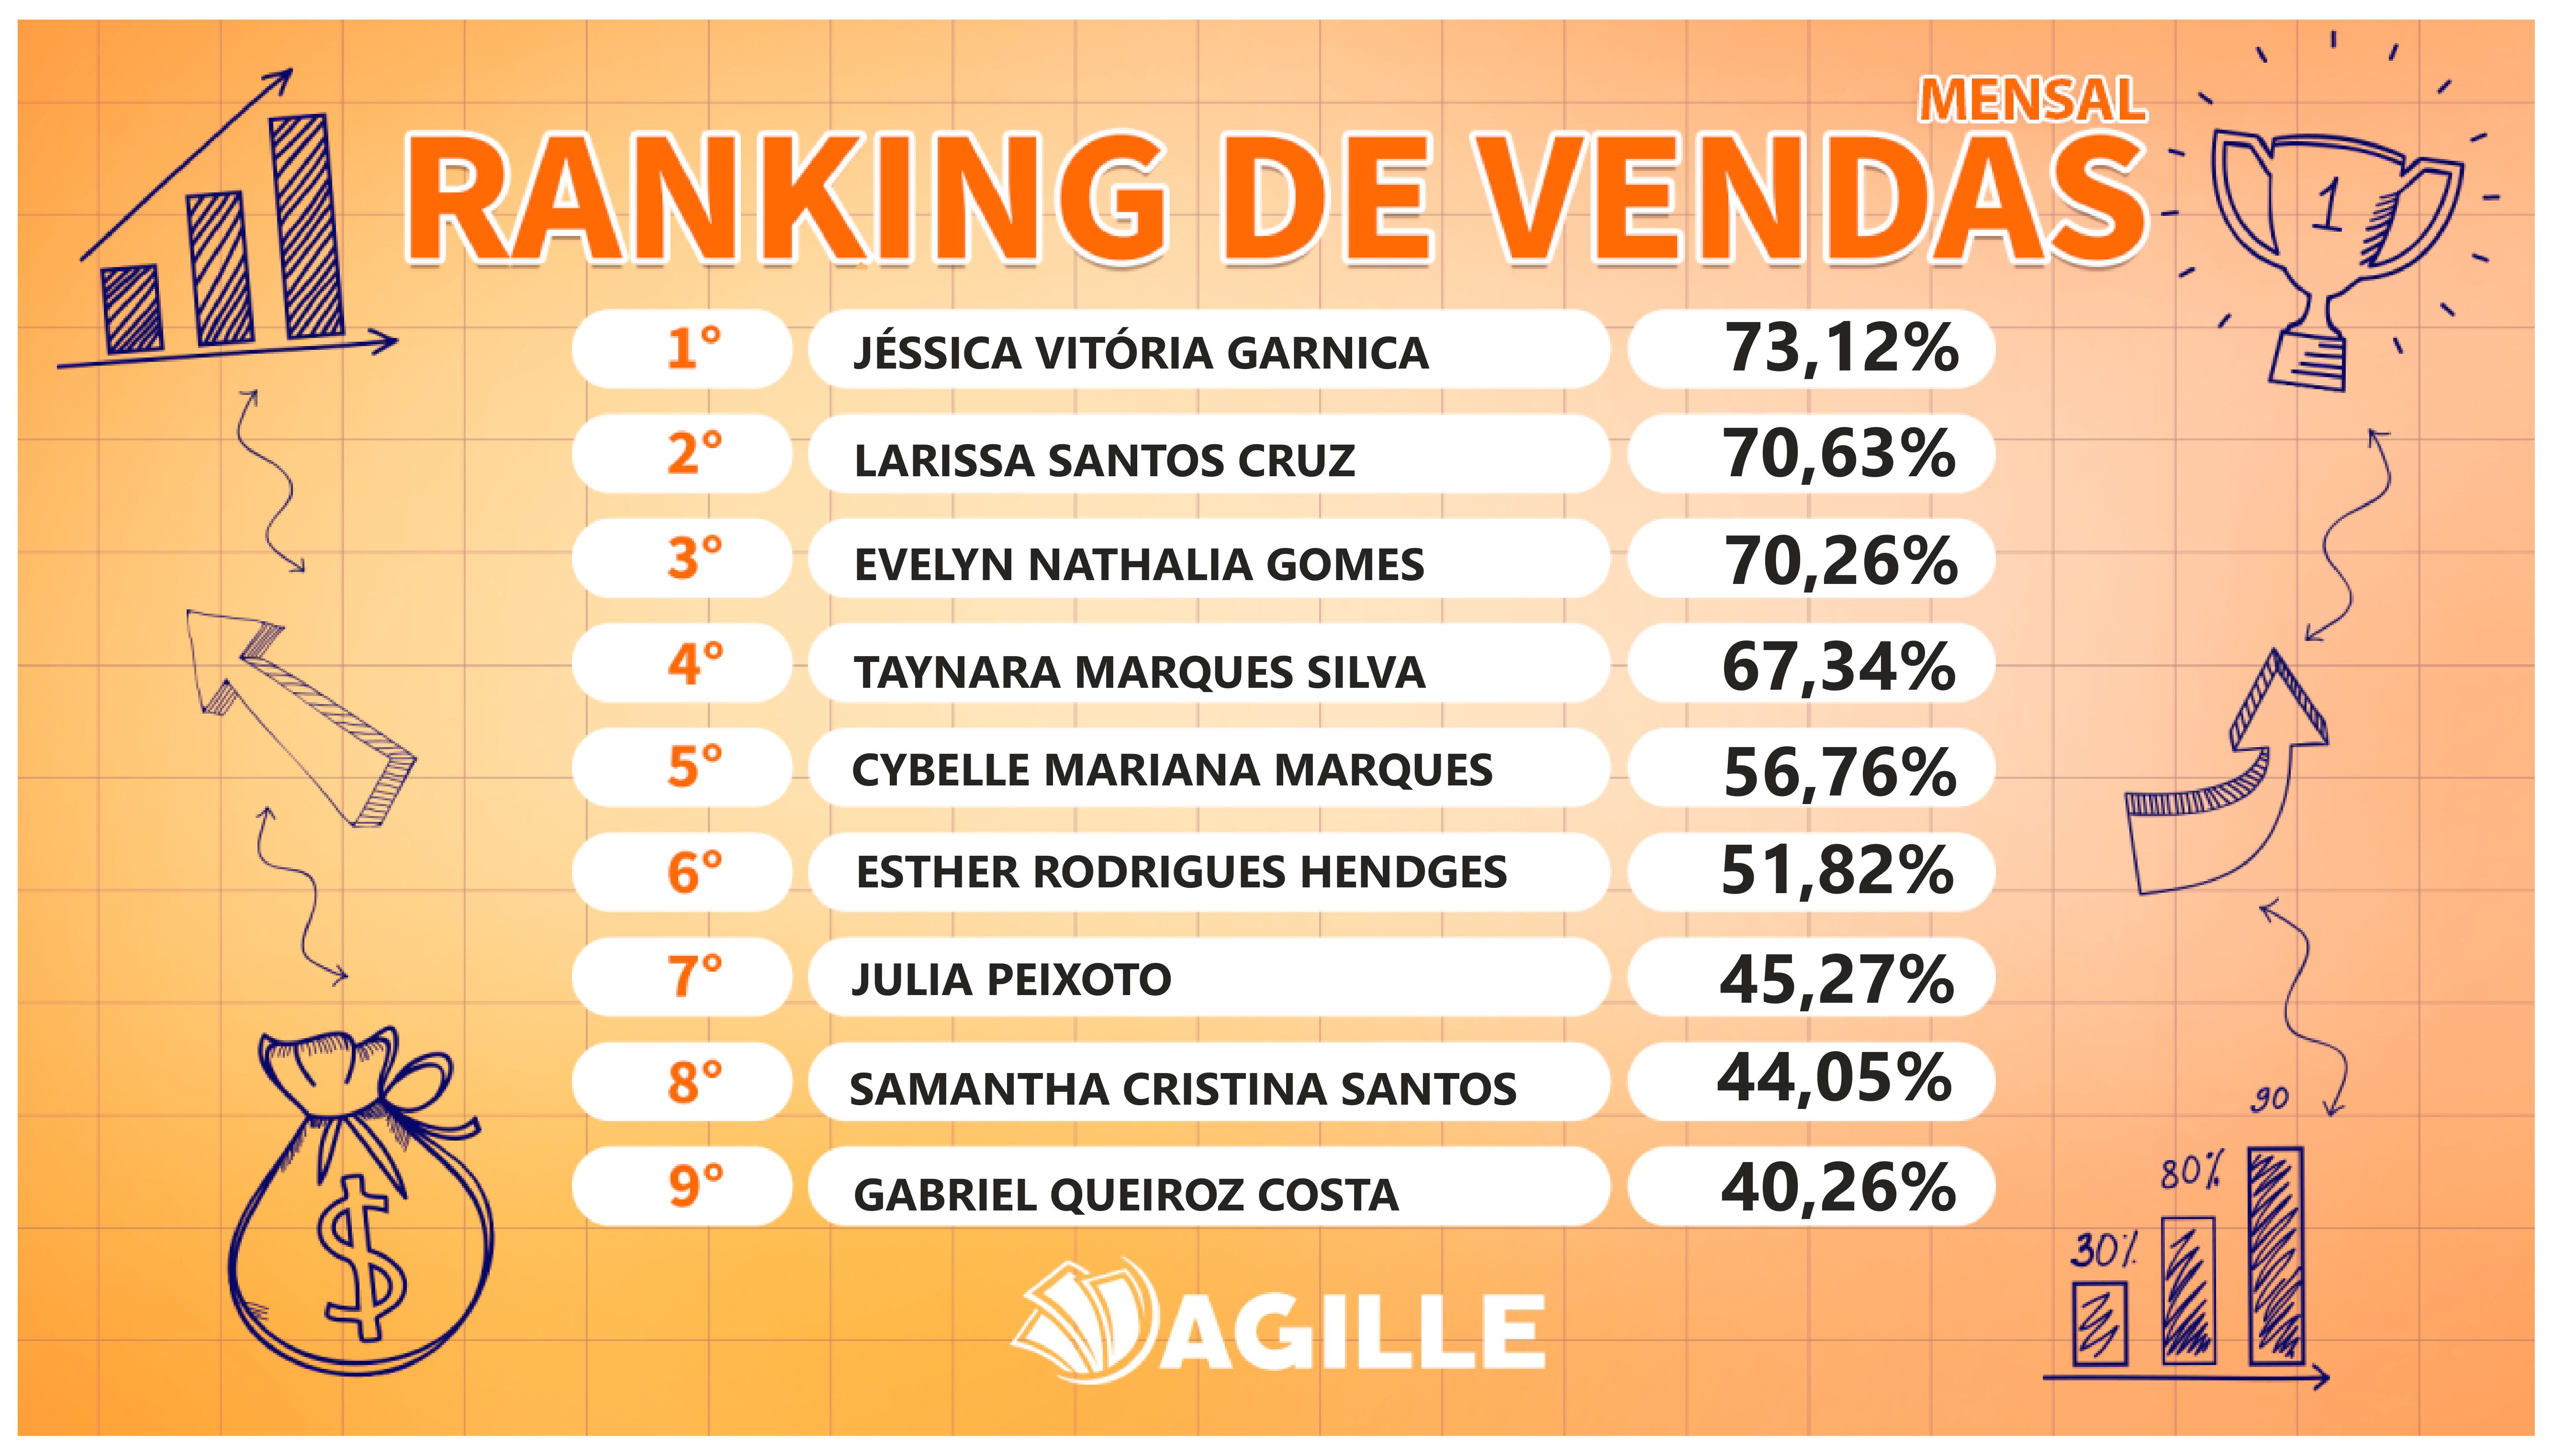 MENSAL
RANKING DE VENDAS
1
1° JÉSSICA VITÓRIA GARNICA 73,12%
2° LARISSA SANTOS CRUZ 70,63%
3° EVELYN NATHALIA GOMES 70,26%
4° TAYNARA MARQUES SILVA 67,34%
5° CYBELLE MARIANA MARQUES 56,76%
6° ESTHER RODRIGUES HENDGES 51,82%
7° JULIA PEIXOTO 45,27%
8° SAMANTHA CRISTINA SANTOS 44,05%
9° GABRIEL QUEIROZ COSTA 40,26%
$
30% 80% 90
AGILLE